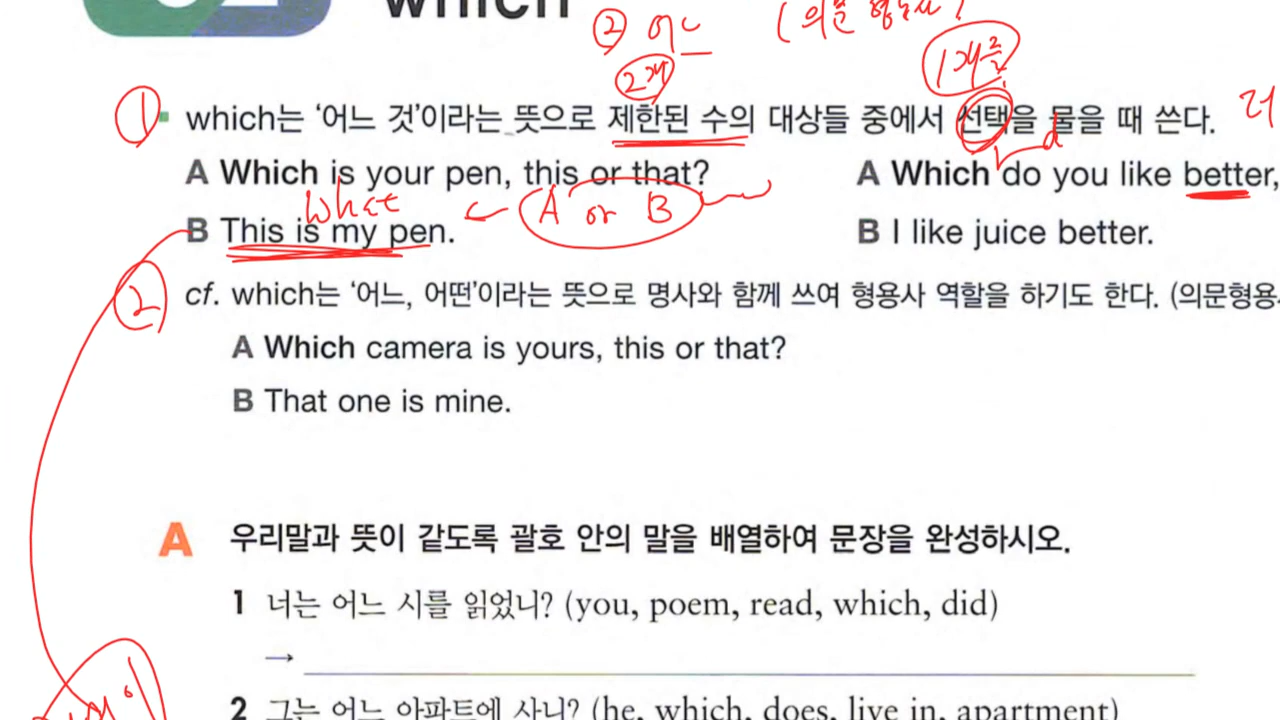 which
② 어느 (의문 형용사)
2개 1개를
① which는 ‘어느 것’이라는 뜻으로 제한된 수의 대상들 중에서 선택을 물을 때 쓴다.
A Which is your pen, this or that? A Which do you like better,
What A or B
B This is my pen. B I like juice better.
② cf. which는 ‘어느, 어떤’이라는 뜻으로 명사와 함께 쓰여 형용사 역할을 하기도 한다. (의문형용
A Which camera is yours, this or that?
B That one is mine.
A 우리말과 뜻이 같도록 괄호 안의 말을 배열하여 문장을 완성하시오.
1 너는 어느 시를 읽었니? (you, poem, read, which, did)
→
2 그는 어느 아파트에 사니? (he, which, does, live in, apartment)